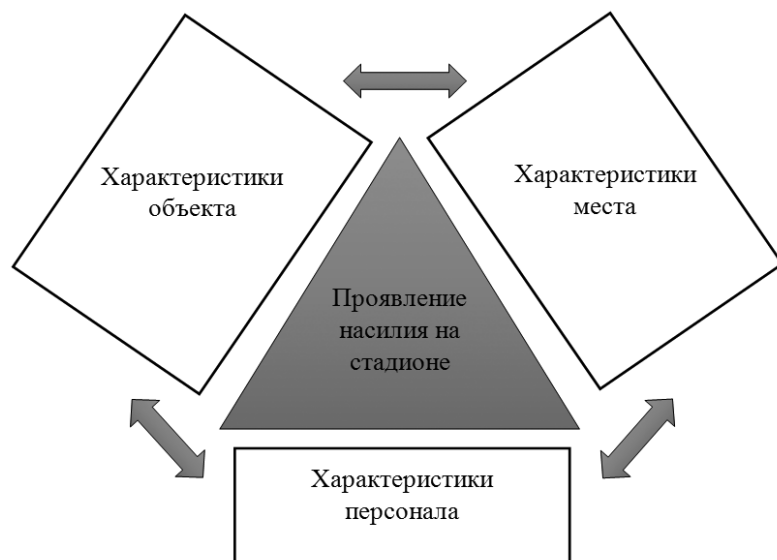 Характеристики
объекта
Характеристики
места
Проявление
насилия на
стадионе
Характеристики
персонала